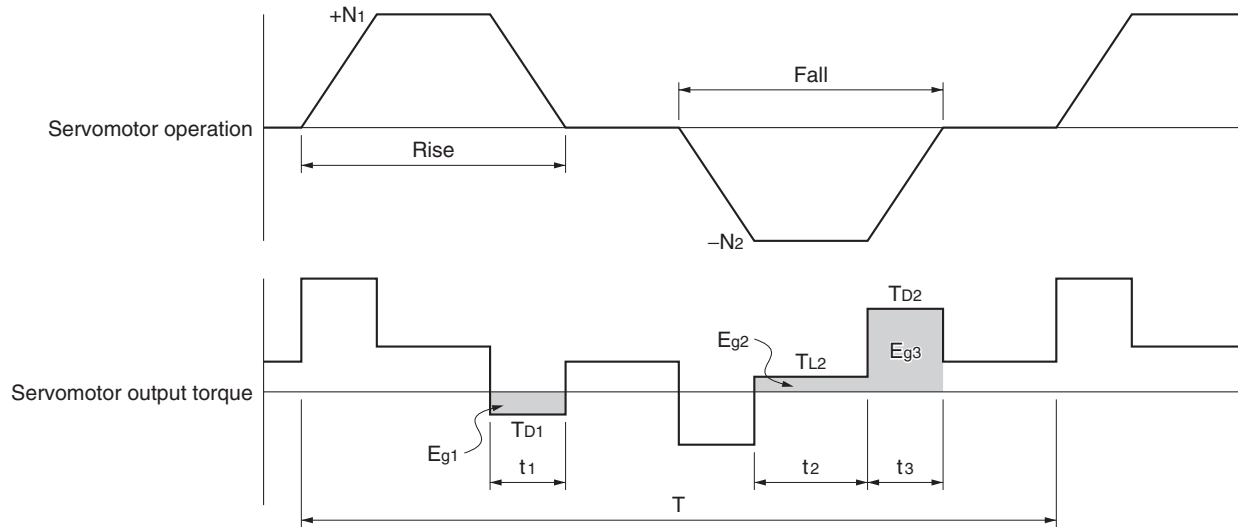 +N1
Fall
Servomotor operation
Rise
–N2
TD2
Eg2
TL2
Eg3
Servomotor output torque
TD1
Eg1
t1
t2
t3
T